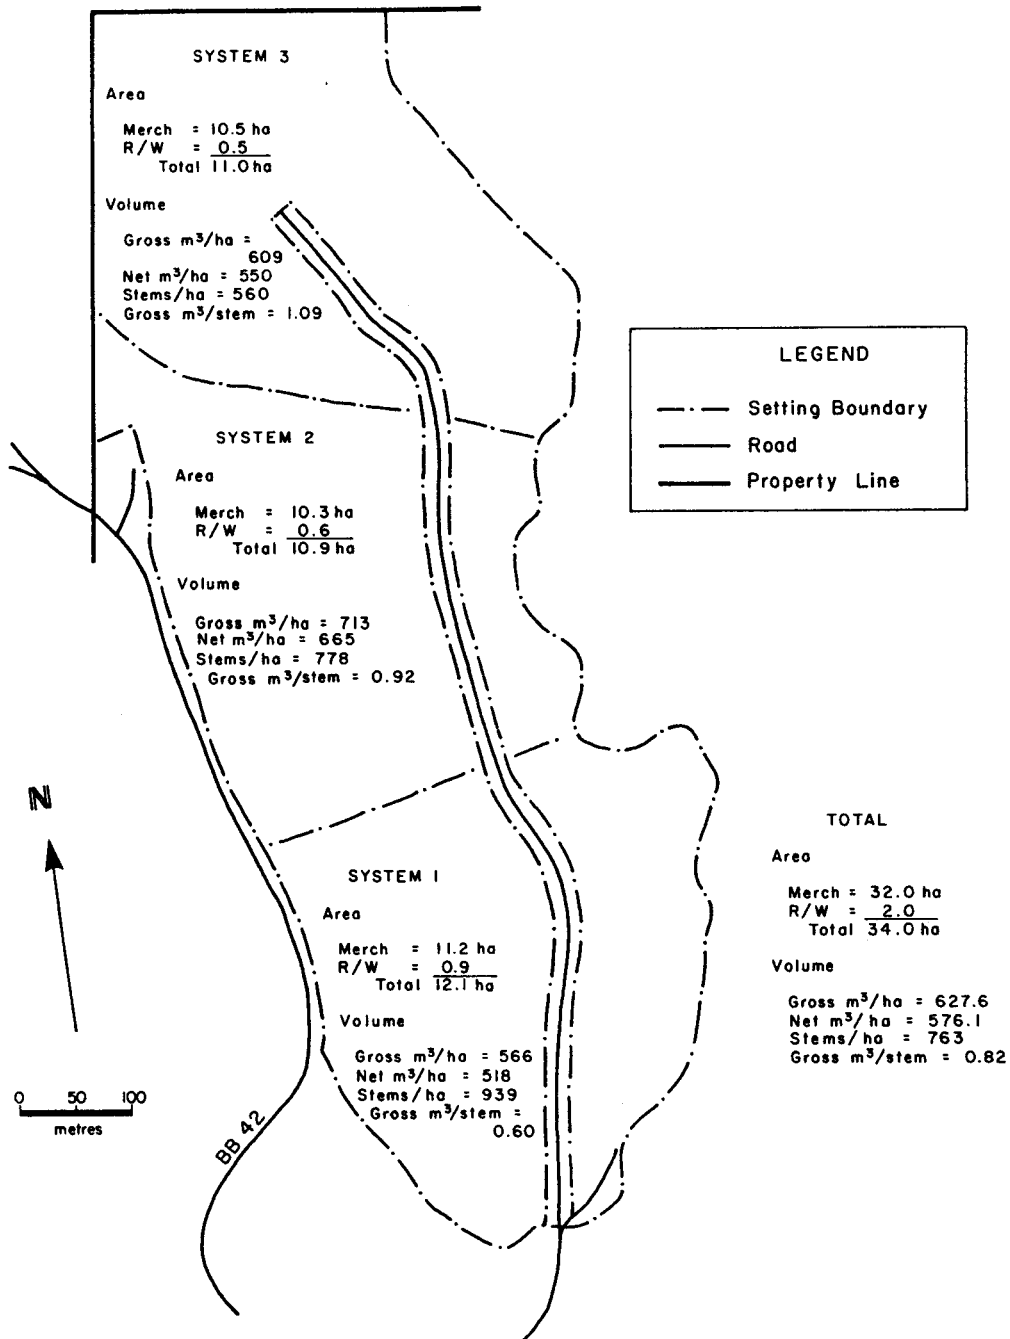 SYSTEM 3
Area
Merch = 10.5 ha
R/W = 0.5
Total 11.0 ha
Volume
Gross m³/ha =
609
Net m³/ha = 550
Stems/ha = 560
Gross m³/stem = 1.09
LEGEND
Setting Boundary
Road
Property Line
SYSTEM 2
Area
Merch = 10.3 ha
R/W = 0.6
Total 10.9 ha
Volume
Gross m³/ha = 713
Net m³/ha = 665
Stems/ha = 778
Gross m³/stem = 0.92
N
SYSTEM 1
Area
Merch = 11.2 ha
R/W = 0.9
Total 12.1 ha
Volume
Gross m³/ha = 566
Net m³/ha = 518
Stems/ha = 939
Gross m³/stem =
0.60
TOTAL
Area
Merch = 32.0 ha
R/W = 2.0
Total 34.0 ha
Volume
Gross m³/ha = 627.6
Net m³/ha = 576.1
Stems/ha = 763
Gross m³/stem = 0.82
0 50 100
metres
BB 42